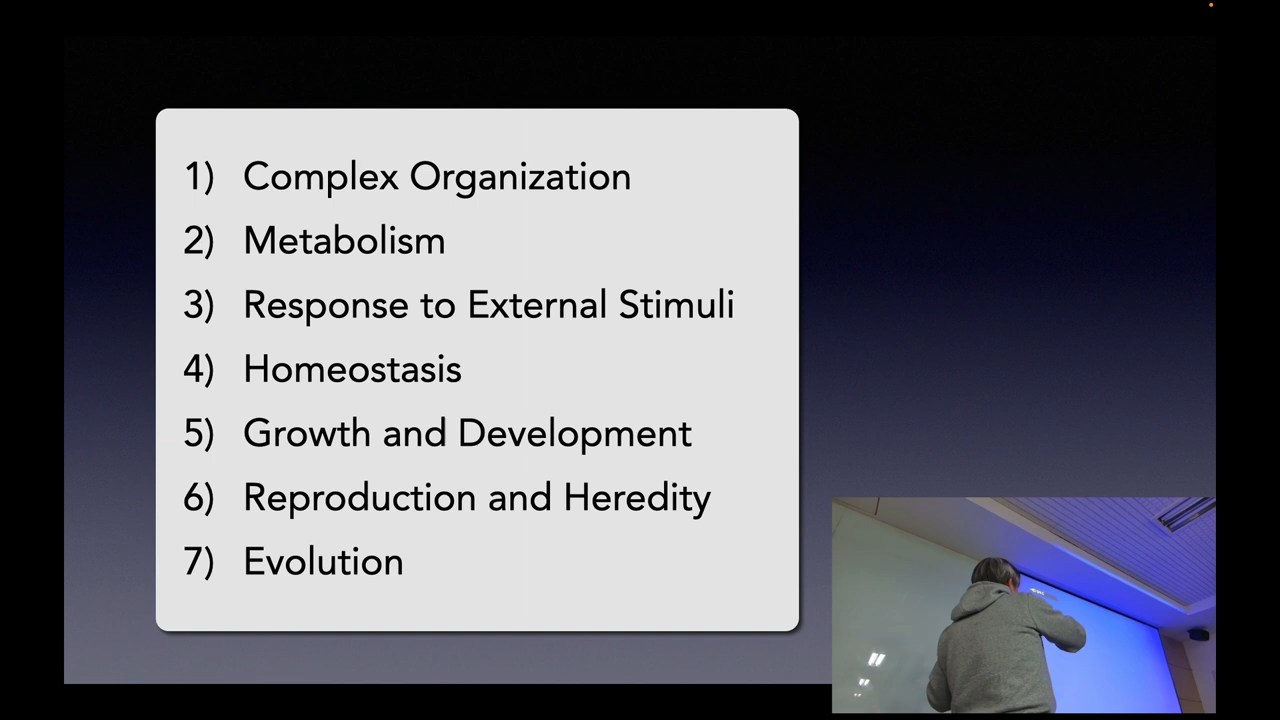 1) Complex Organization
2) Metabolism
3) Response to External Stimuli
4) Homeostasis
5) Growth and Development
6) Reproduction and Heredity
7) Evolution